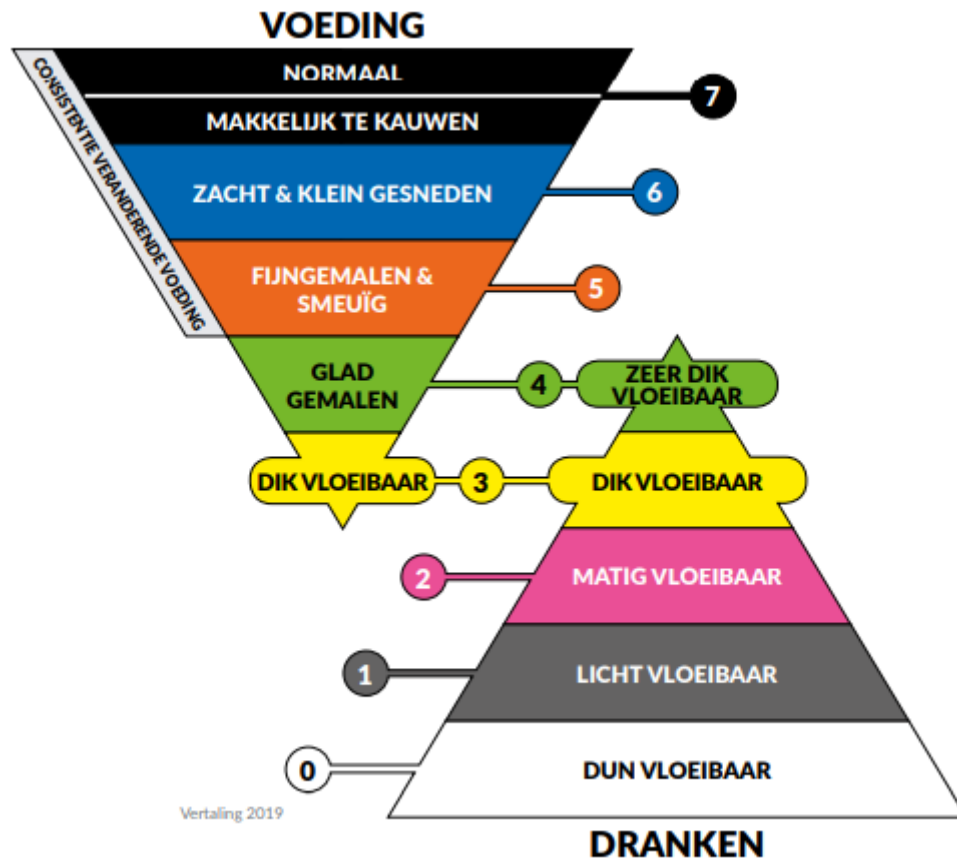 VOEDING
CONSISTENTIE VERANDERENDE VOEDING
NORMAAL
7
MAKKELIJK TE KAUWEN
ZACHT & KLEIN GESNEDEN
6
FIJNGEMALEN &
SMEUÏG
5
GLAD
GEMALEN
4
ZEER DIK
VLOEIBAAR
DIK VLOEIBAAR
3
DIK VLOEIBAAR
2
MATIG VLOEIBAAR
1
LICHT VLOEIBAAR
0
DUN VLOEIBAAR
Vertaling 2019
DRANKEN